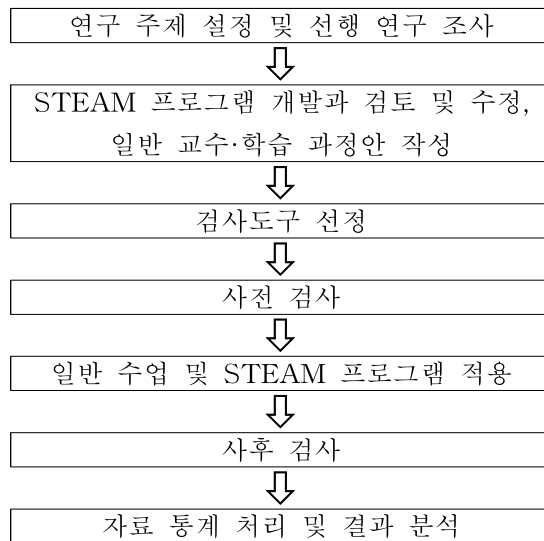 연구 주제 설정 및 선행 연구 조사
STEAM 프로그램 개발과 검토 및 수정,
일반 교수·학습 과정안 작성
검사도구 선정
사전 검사
일반 수업 및 STEAM 프로그램 적용
사후 검사
자료 통계 처리 및 결과 분석